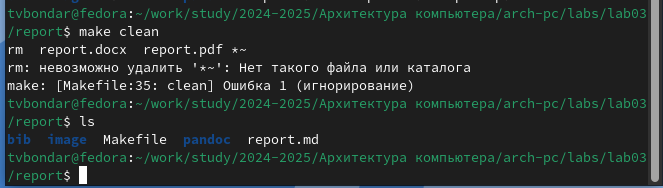 tvbondar@fedora:~/work/study/2024-2025/Архитектура компьютера/arch-pc/labs/lab03
/report$ make clean
rm  report.docx  report.pdf *~
rm: невозможно удалить '*~': Нет такого файла или каталога
make: [Makefile:35: clean] Ошибка 1 (игнорирование)
tvbondar@fedora:~/work/study/2024-2025/Архитектура компьютера/arch-pc/labs/lab03
/report$ ls
bib  image  Makefile  pandoc  report.md
tvbondar@fedora:~/work/study/2024-2025/Архитектура компьютера/arch-pc/labs/lab03
/report$